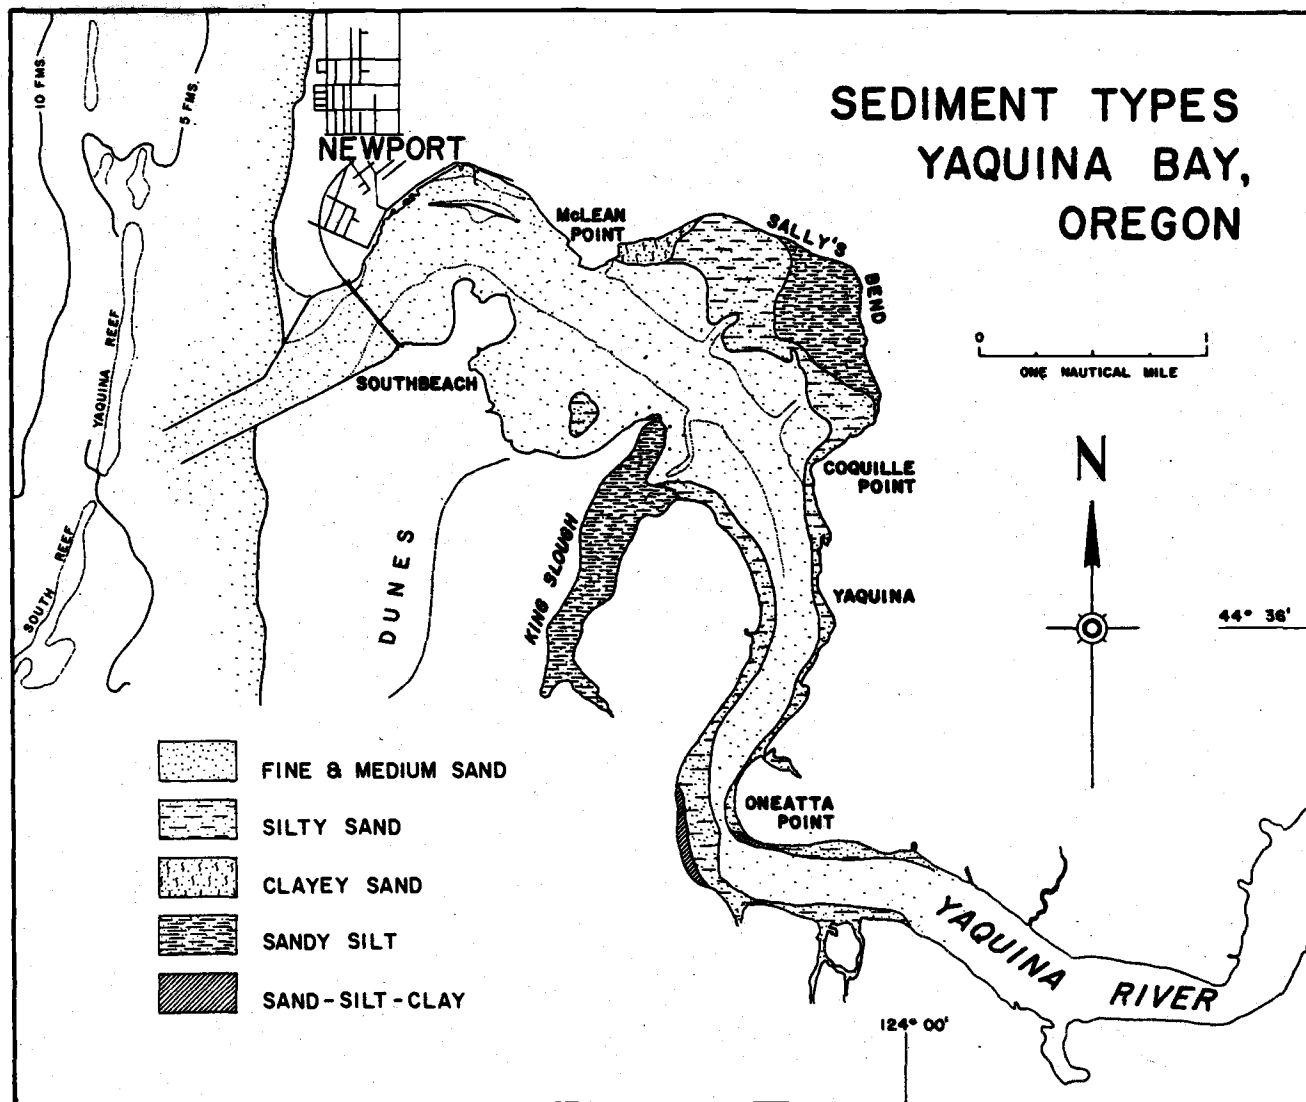 SEDIMENT TYPES
YAQUINA BAY,
OREGON
10 FMS.
5 FMS.
NEWPORT
McLEAN
POINT
SALLY'S
BEND
0 1
ONE NAUTICAL MILE
YAQUINA REEF
SOUTHBEACH
COQUILLE
POINT
N
SOUTH REEF
DUNES
KING SLOUGH
YAQUINA
44° 36'
FINE & MEDIUM SAND
SILTY SAND
CLAYEY SAND
SANDY SILT
SAND-SILT-CLAY
ONEATTA
POINT
YAQUINA RIVER
124° 00'